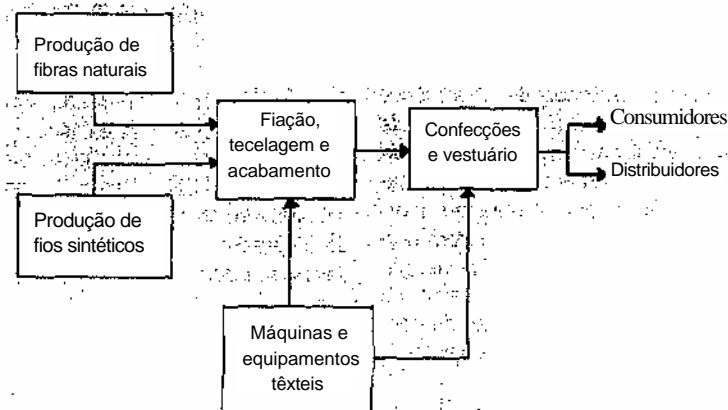 Produção de
fibras naturais
Produção de
fios sintéticos
Fiação,
tecelagem e
acabamento
Máquinas e
equipamentos
têxteis
Confecções
e vestuário
Consumidores
Distribuidores